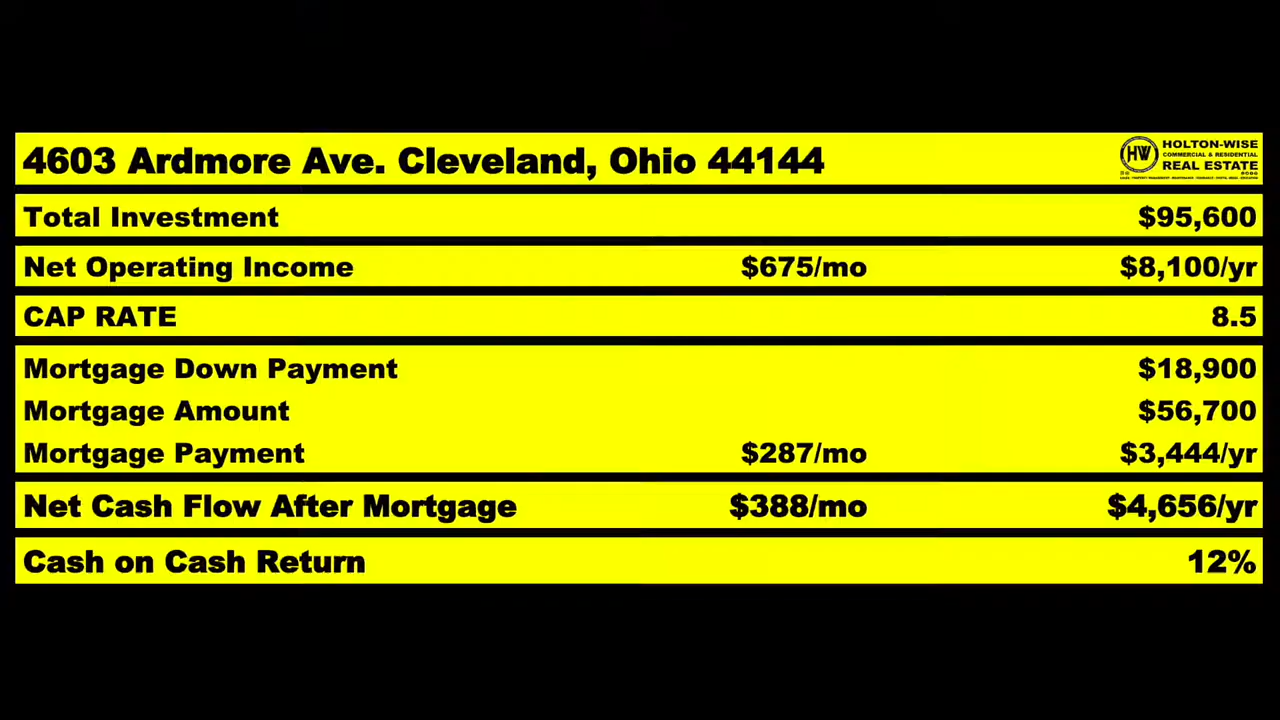 4603 Ardmore Ave. Cleveland, Ohio 44144
HW
HOLTON-WISE
COMMERCIAL & RESIDENTIAL
REAL ESTATE
Total Investment $95,600
Net Operating Income $675/mo $8,100/yr
CAP RATE 8.5
Mortgage Down Payment $18,900
Mortgage Amount $56,700
Mortgage Payment $287/mo $3,444/yr
Net Cash Flow After Mortgage $388/mo $4,656/yr
Cash on Cash Return 12%